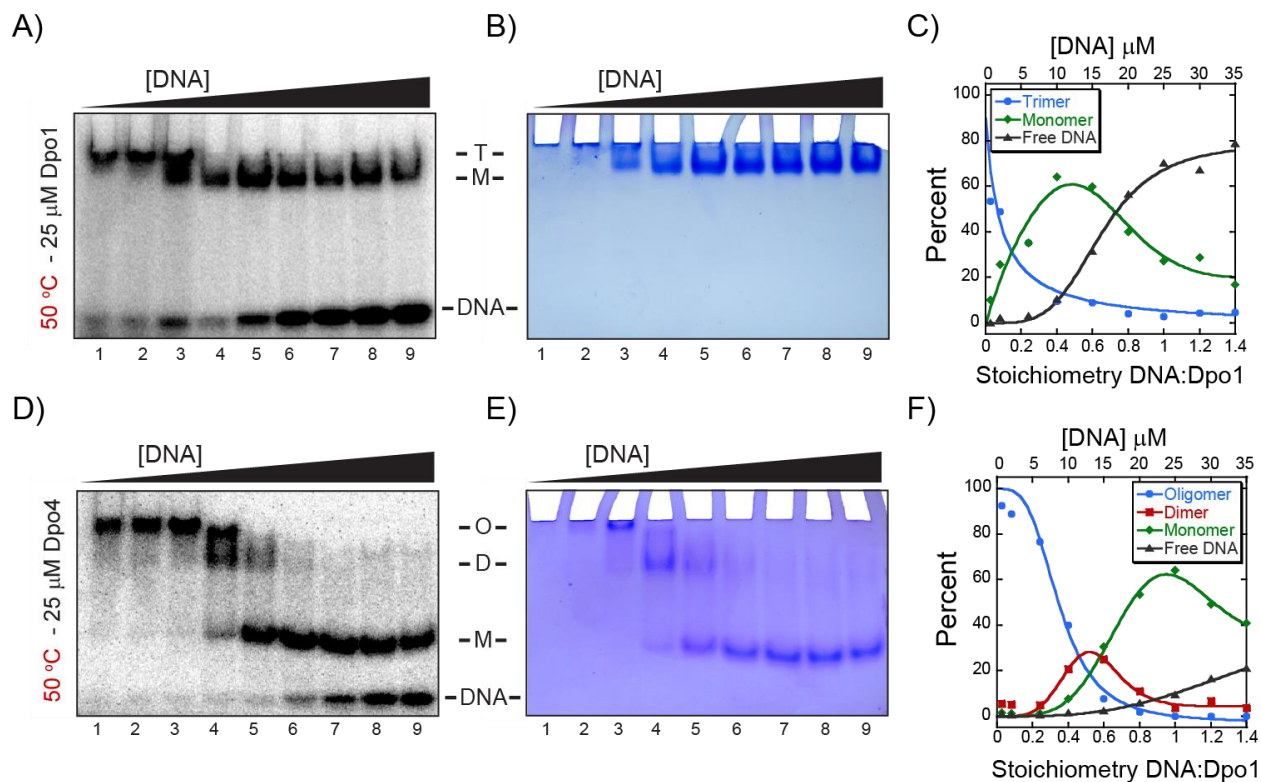 A)
[DNA]
50 ºC - 25 µM Dpo1
1 2 3 4 5 6 7 8 9
B)
[DNA]
T
M
DNA
1 2 3 4 5 6 7 8 9
C)
[DNA] µM
0 5 10 15 20 25 30 35
Trimer
Monomer
Free DNA
100
80
60
40
20
0
Percent
0 0.2 0.4 0.6 0.8 1 1.2 1.4
Stoichiometry DNA:Dpo1
D)
[DNA]
50 ºC - 25 µM Dpo4
1 2 3 4 5 6 7 8 9
E)
[DNA]
O
D
M
DNA
1 2 3 4 5 6 7 8 9
F)
[DNA] µM
0 5 10 15 20 25 30 35
Oligomer
Dimer
Monomer
Free DNA
100
80
60
40
20
0
Percent
0 0.2 0.4 0.6 0.8 1 1.2 1.4
Stoichiometry DNA:Dpo1